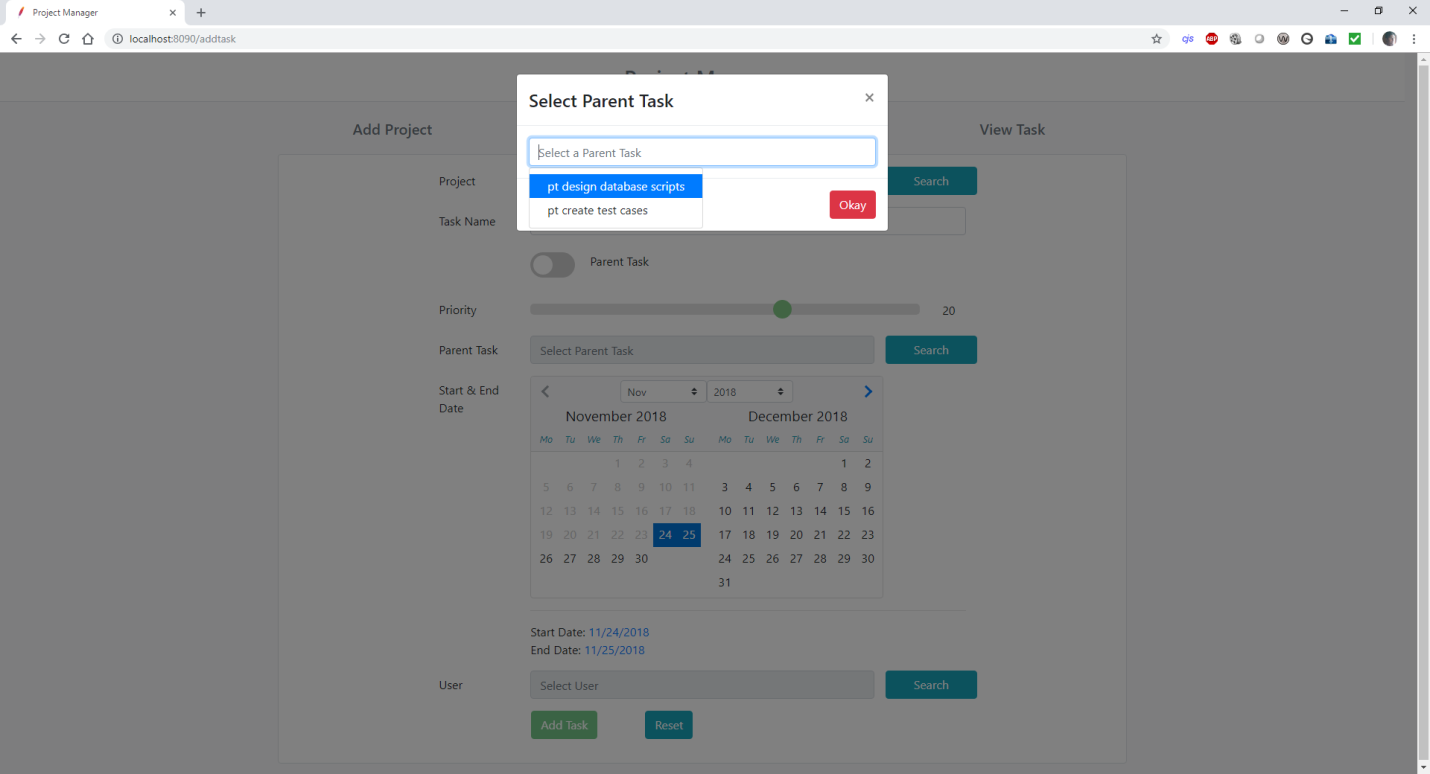 Project Manager
localhost:8090/addtask
cjs
ABP
Select Parent Task
×
Add Project
View Task
Select a Parent Task
pt design database scripts
pt create test cases
Okay
Project
Search
Task Name
Parent Task
Priority
20
Parent Task
Select Parent Task
Search
Start & End
Date
Nov
2018
November 2018
December 2018
Mo Tu We Th Fr Sa Su
Mo Tu We Th Fr Sa Su
1 2 3 4
1 2
5 6 7 8 9 10 11
3 4 5 6 7 8 9
12 13 14 15 16 17 18
10 11 12 13 14 15 16
19 20 21 22 23 24 25
17 18 19 20 21 22 23
26 27 28 29 30
24 25 26 27 28 29 30
31
Start Date: 11/24/2018
End Date: 11/25/2018
User
Select User
Search
Add Task
Reset